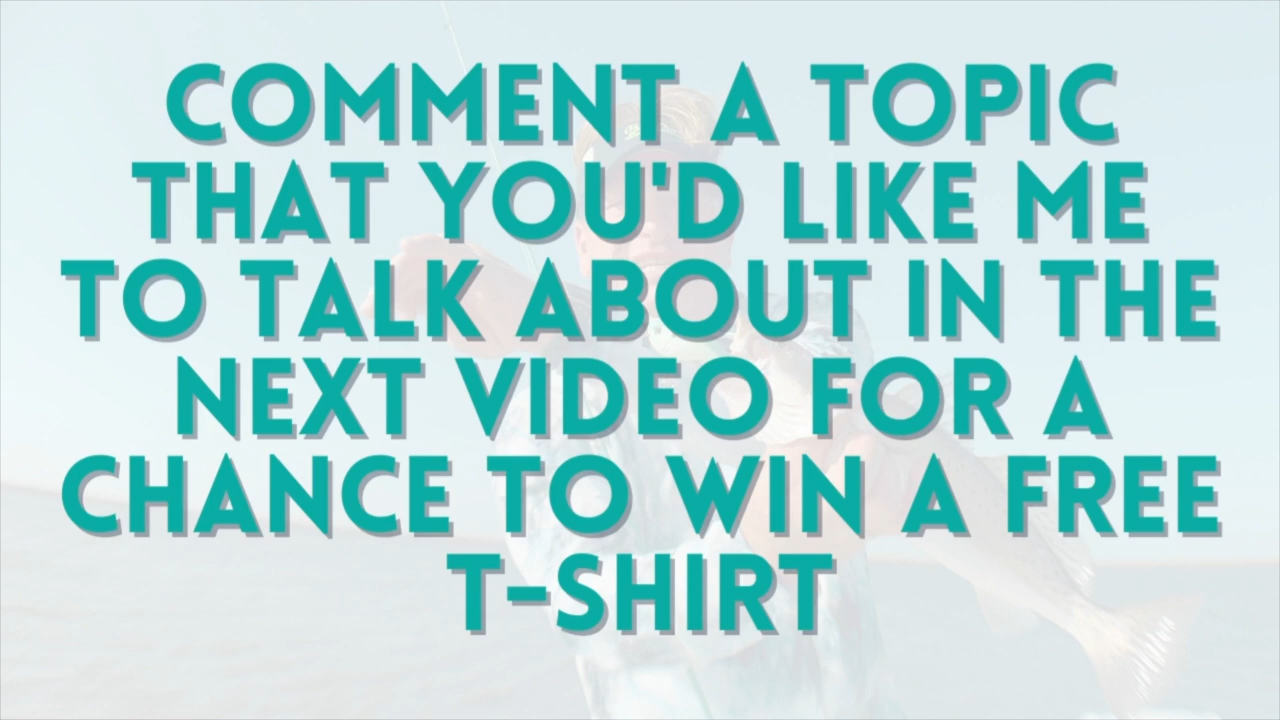 COMMENT A TOPIC
THAT YOU'D LIKE ME
TO TALK ABOUT IN THE
NEXT VIDEO FOR A
CHANCE TO WIN A FREE
T-SHIRT